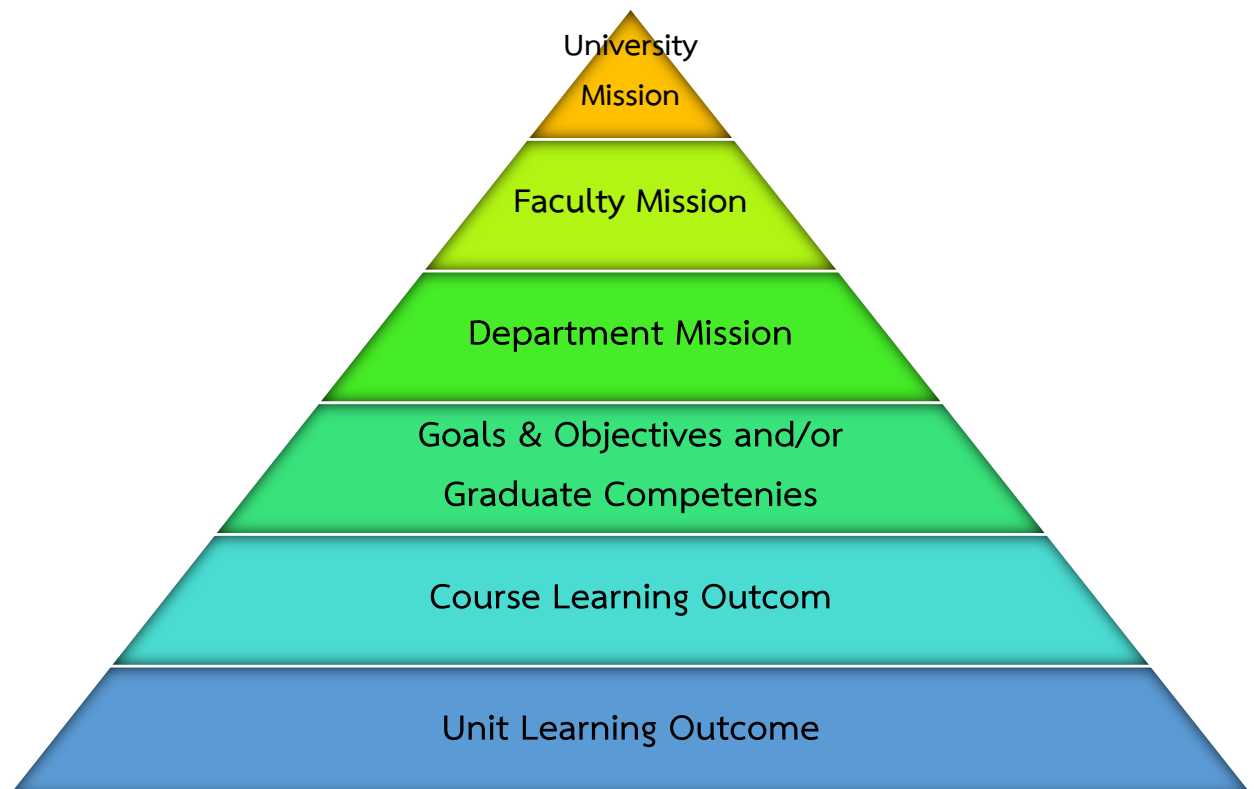 University
Mission
Faculty Mission
Department Mission
Goals & Objectives and/or
Graduate Competenies
Course Learning Outcom
Unit Learning Outcome